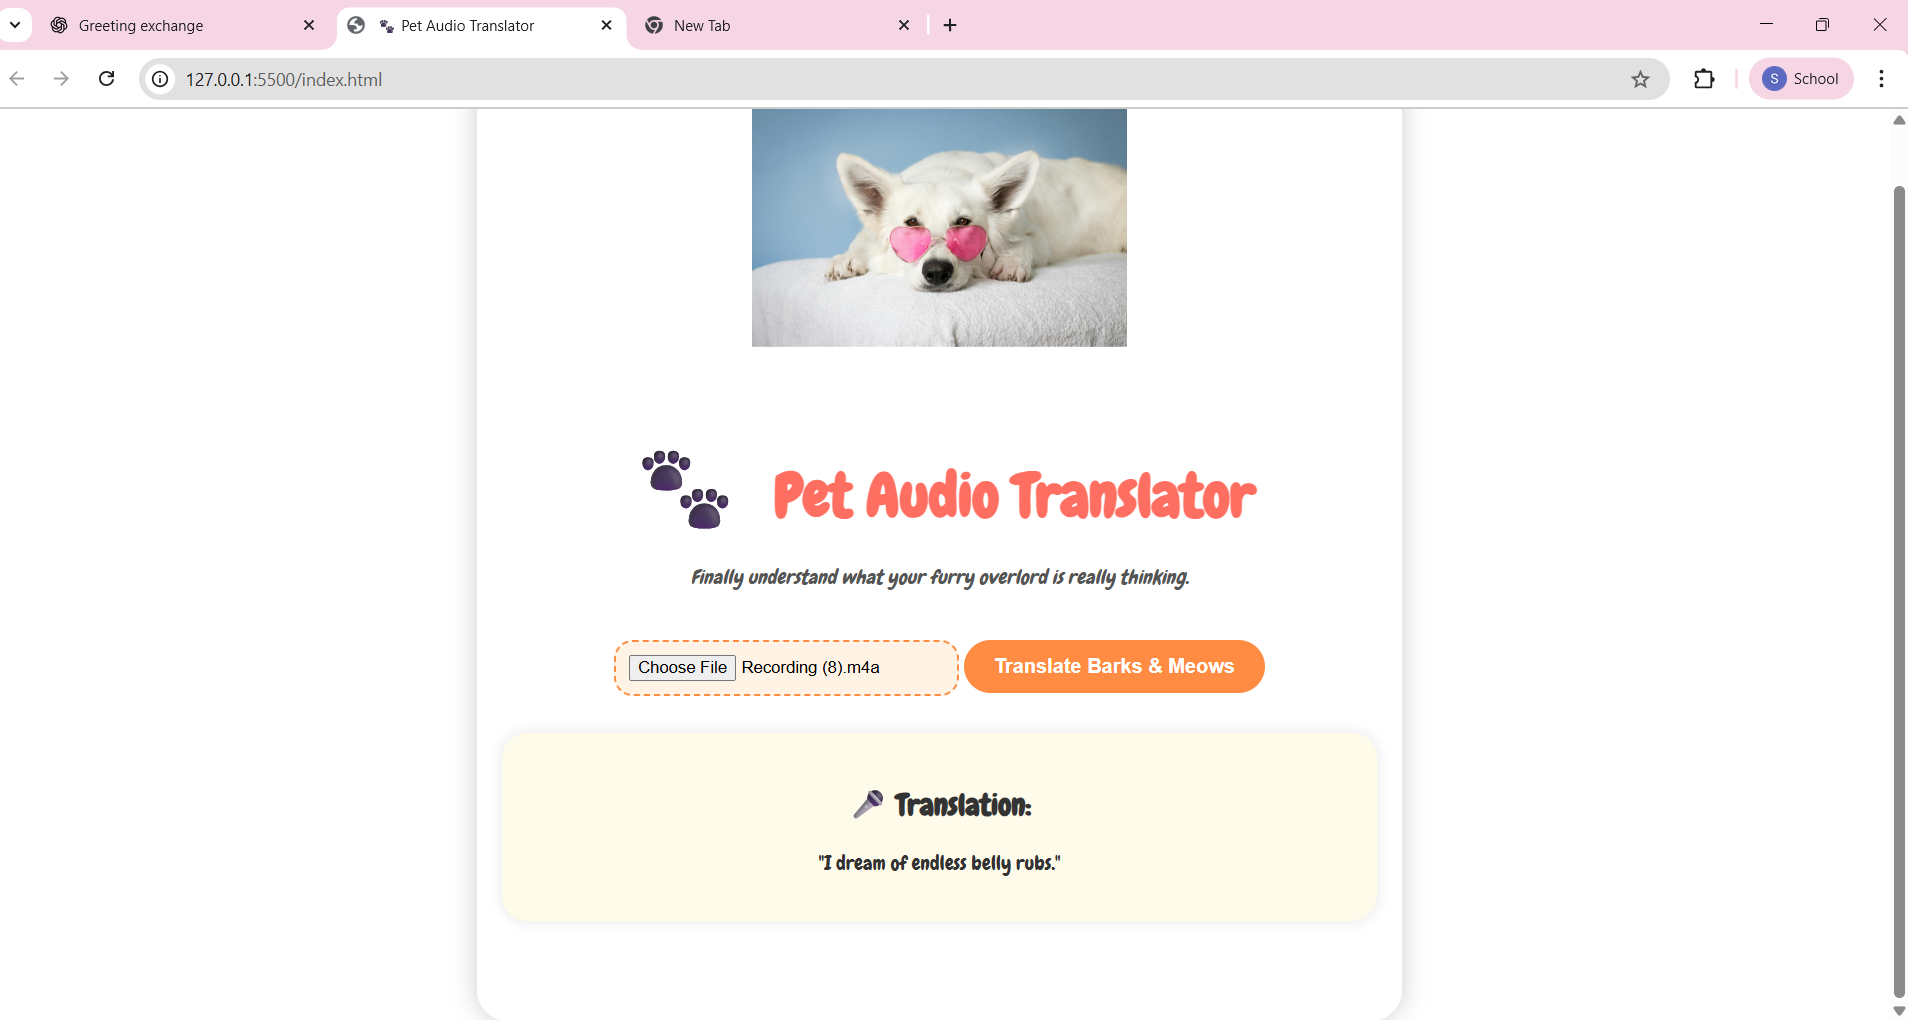 Greeting exchange
Pet Audio Translator
New Tab
127.0.0.1:5500/index.html
S School
Pet Audio Translator
Finally understand what your furry overlord is really thinking.
Choose File Recording (8).m4a
Translate Barks & Meows
Translation:
"I dream of endless belly rubs."